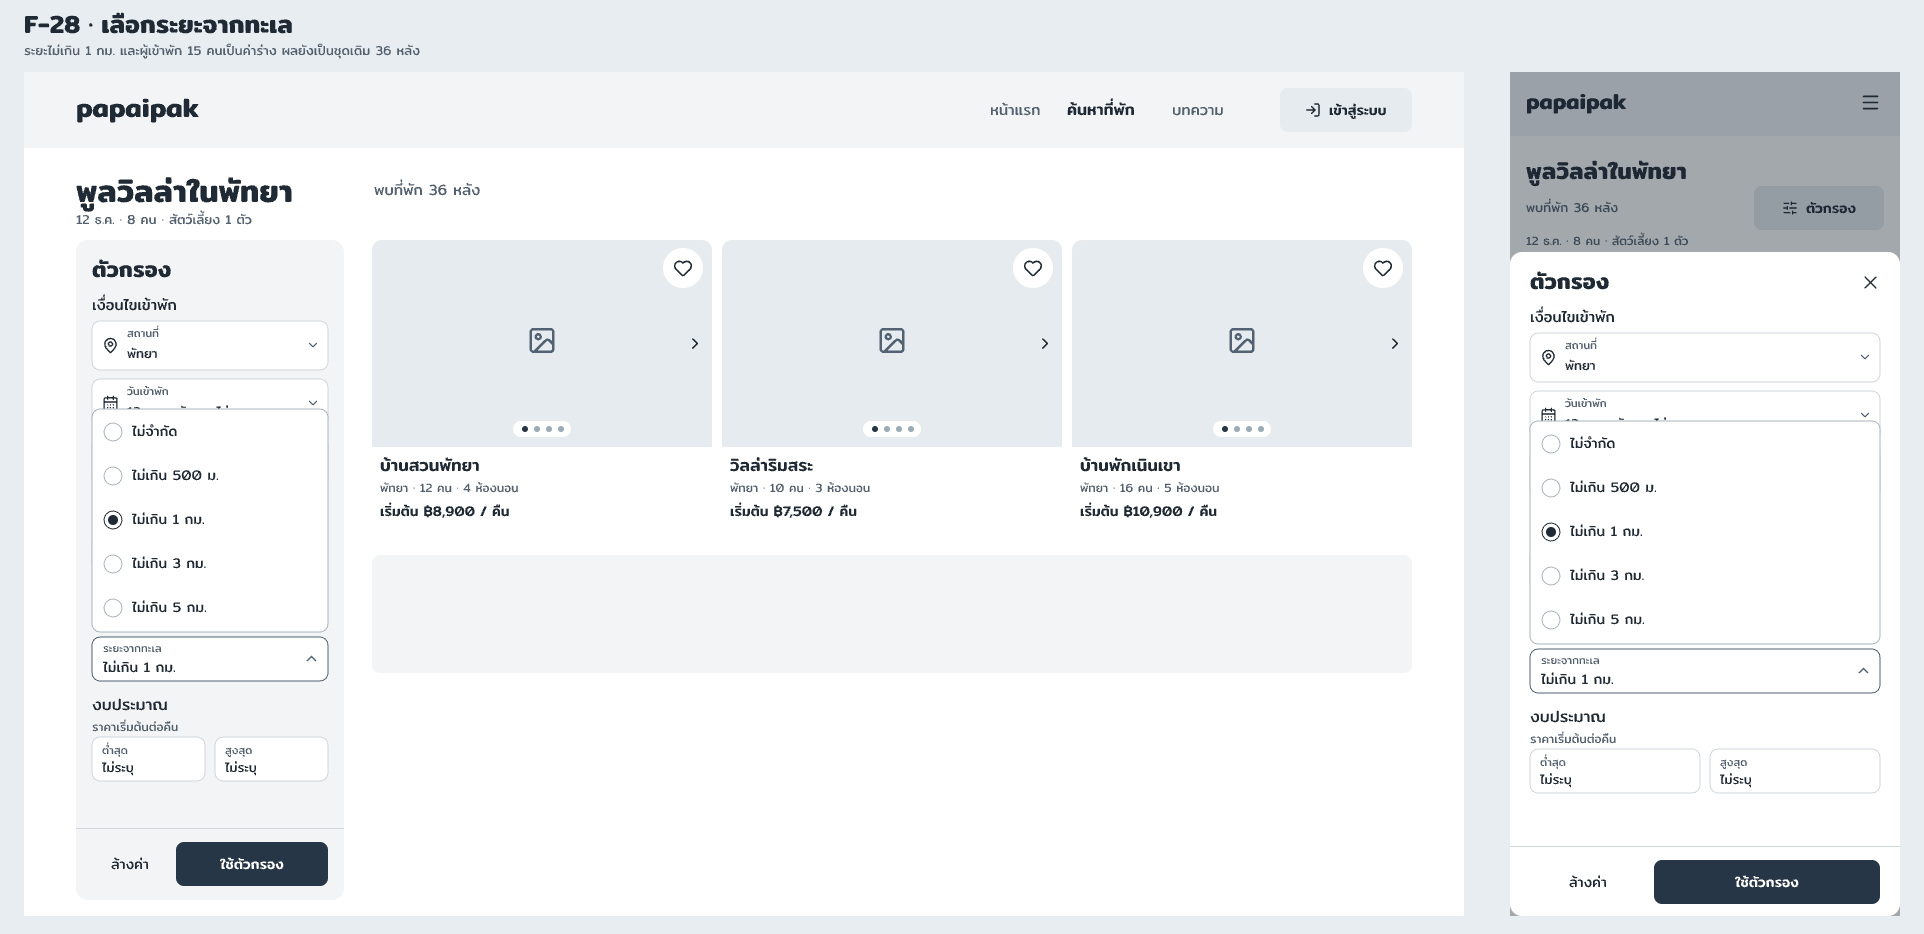 F-28 · เลือกระยะจากทะเล
ระยะไม่เกิน 1 กม. และผู้เข้าพัก 15 คนเป็นค่าร่าง ผลยังเป็นชุดเดิม 36 หลัง
papaipak
หน้าแรก
ค้นหาที่พัก
บทความ
เข้าสู่ระบบ
พูลวิลล่าในพัทยา
12 ธ.ค. · 8 คน · สัตว์เลี้ยง 1 ตัว
พบที่พัก 36 หลัง
ตัวกรอง
เงื่อนไขเข้าพัก
สถานที่
พัทยา
วันเข้าพัก
ไม่จำกัด
ไม่เกิน 500 ม.
ไม่เกิน 1 กม.
ไม่เกิน 3 กม.
ไม่เกิน 5 กม.
ระยะจากทะเล
ไม่เกิน 1 กม.
งบประมาณ
ราคาเริ่มต้นต่อคืน
ต่ำสุด
ไม่ระบุ
สูงสุด
ไม่ระบุ
ล้างค่า
ใช้ตัวกรอง
บ้านสวนพัทยา
พัทยา · 12 คน · 4 ห้องนอน
เริ่มต้น ฿8,900 / คืน
วิลล่าริมสระ
พัทยา · 10 คน · 3 ห้องนอน
เริ่มต้น ฿7,500 / คืน
บ้านพักเนินเขา
พัทยา · 16 คน · 5 ห้องนอน
เริ่มต้น ฿10,900 / คืน
papaipak
พูลวิลล่าในพัทยา
พบที่พัก 36 หลัง
ตัวกรอง
12 ธ.ค. · 8 คน · สัตว์เลี้ยง 1 ตัว
ตัวกรอง
เงื่อนไขเข้าพัก
สถานที่
พัทยา
วันเข้าพัก
ไม่จำกัด
ไม่เกิน 500 ม.
ไม่เกิน 1 กม.
ไม่เกิน 3 กม.
ไม่เกิน 5 กม.
ระยะจากทะเล
ไม่เกิน 1 กม.
งบประมาณ
ราคาเริ่มต้นต่อคืน
ต่ำสุด
ไม่ระบุ
สูงสุด
ไม่ระบุ
ล้างค่า
ใช้ตัวกรอง